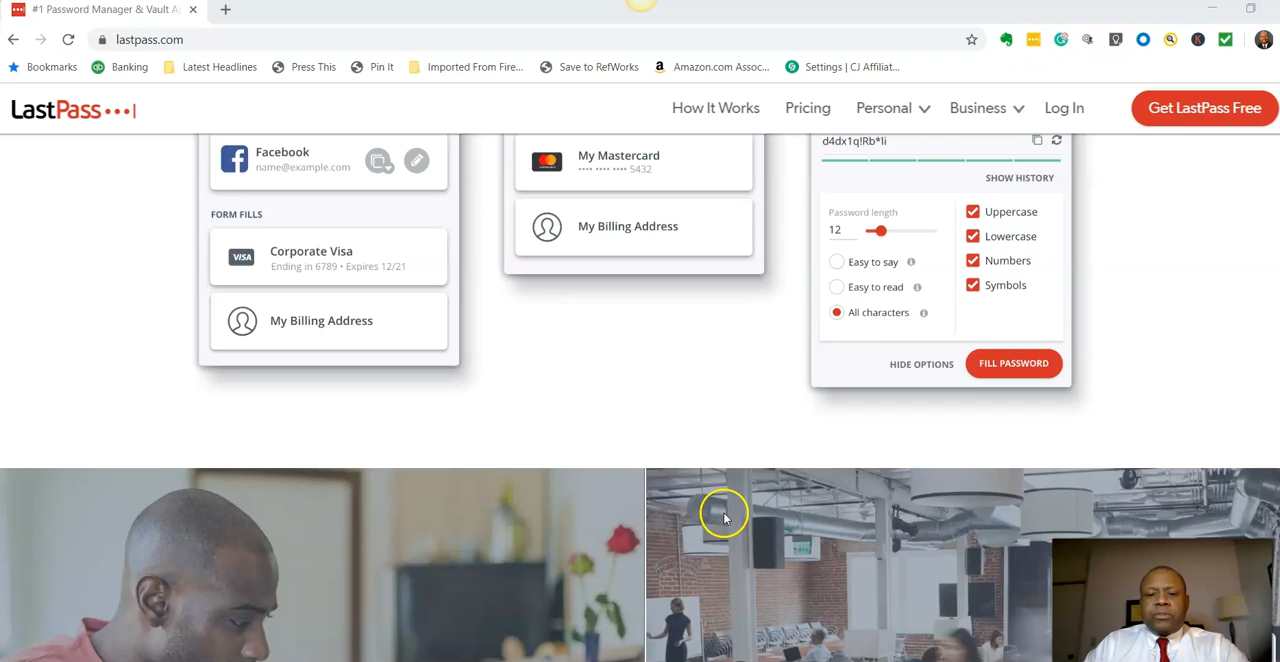 #1 Password Manager & Vault A
lastpass.com
Bookmarks Banking Latest Headlines Press This Pin It Imported From Fire... Save to RefWorks Amazon.com Assoc... Settings | CJ Affiliat...
LastPass
How It Works Pricing Personal Business Log In Get LastPass Free
Facebook
name@example.com
FORM FILLS
VISA
Corporate Visa
Ending in 6789 • Expires 12/21
My Billing Address
My Mastercard
•••• •••• •••• 5432
My Billing Address
d4dx1q!Rb*li
SHOW HISTORY
Password length
12
Easy to say
Easy to read
All characters
Uppercase
Lowercase
Numbers
Symbols
HIDE OPTIONS FILL PASSWORD